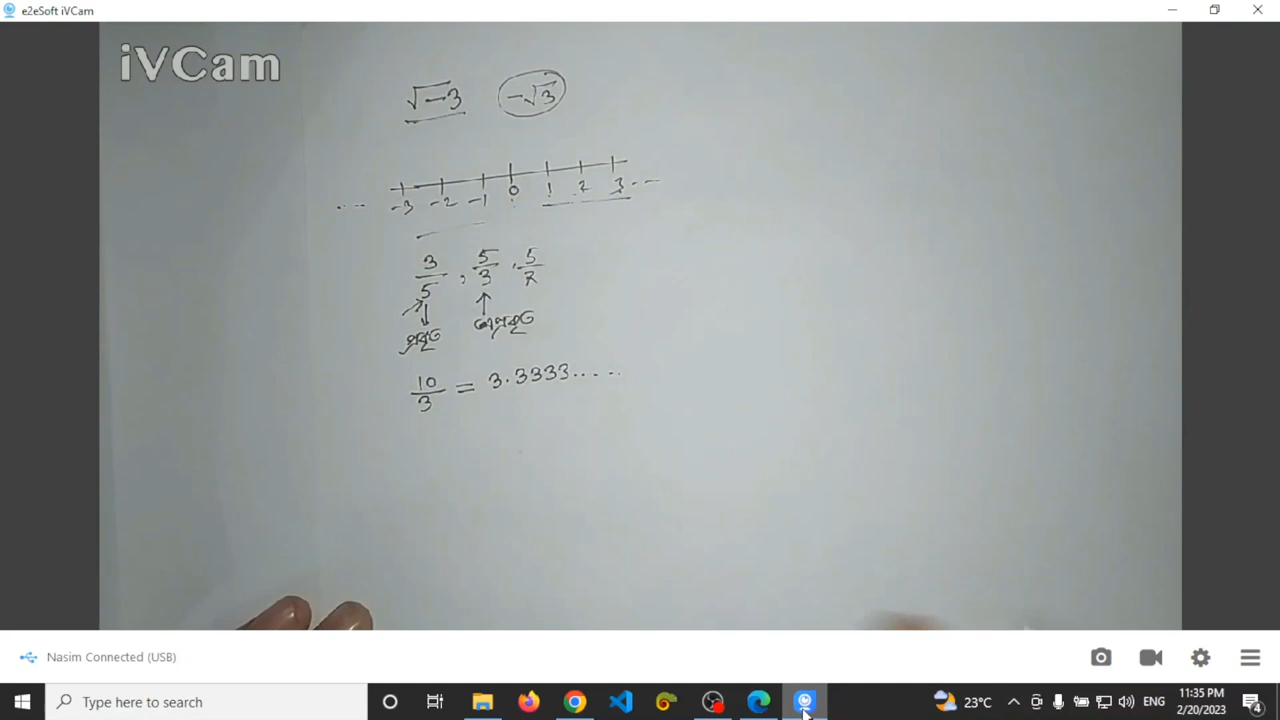 e2eSoft iVCam
iVCam
√-3 -√3
... -3 -2 -1 0 1 2 3 ...
3/5, 5/3, 5/7
প্রকৃত অপ্রকৃত
10/3 = 3.3333.....
Nasim Connected (USB)
Type here to search
23°C ENG 11:35 PM
2/20/2023 4